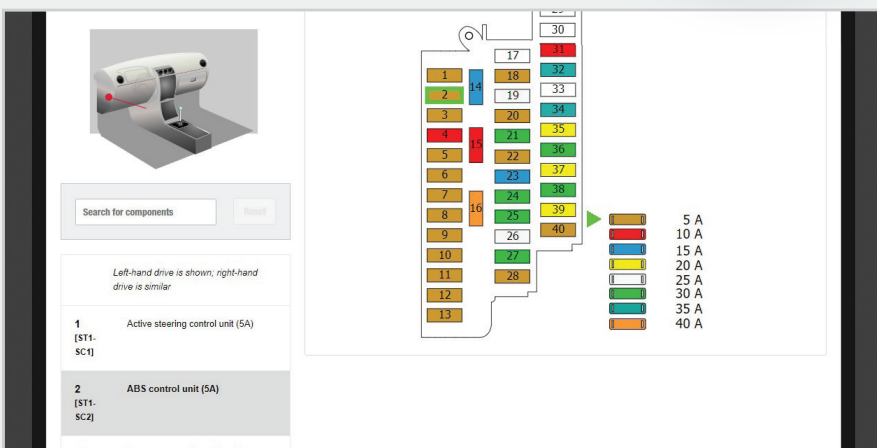 Search for components
Reset
Left-hand drive is shown; right-hand
drive is similar
1
[ST1-
SC1]
Active steering control unit (5A)
2
[ST1-
SC2]
ABS control unit (5A)
1
2
3
4
5
6
7
8
9
10
11
12
13
14
15
16
17
18
19
20
21
22
23
24
25
26
27
28
29
30
31
32
33
34
35
36
37
38
39
40
5 A
10 A
15 A
20 A
25 A
30 A
35 A
40 A